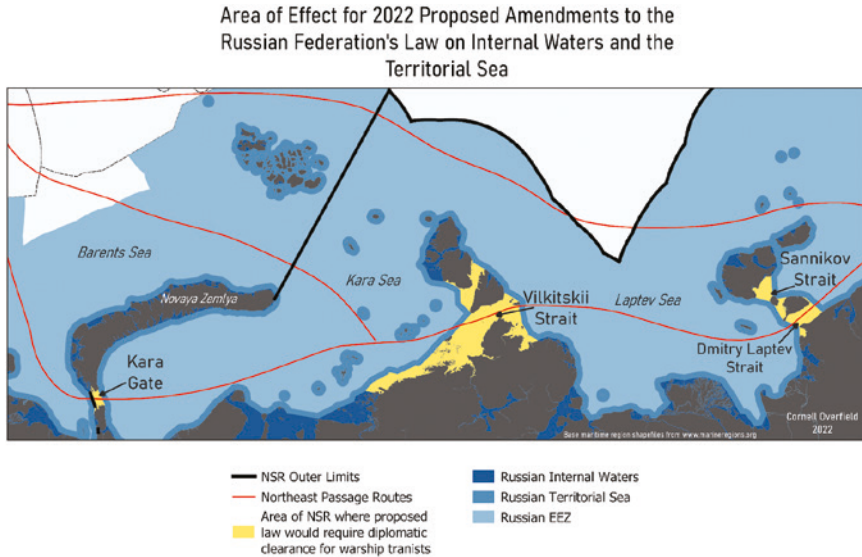 Area of Effect for 2022 Proposed Amendments to the
Russian Federation's Law on Internal Waters and the
Territorial Sea
Barents Sea
Novaya Zemlya
Kara Sea
Vilkitskii
Strait
Laptev Sea
Sannikov
Strait
Kara
Gate
Dmitry Laptev
Strait
Cornell Overfield
2022
Base maritime region shapefiles from www.marineregions.org
NSR Outer Limits
Northeast Passage Routes
Area of NSR where proposed
law would require diplomatic
clearance for warship tranists
Russian Internal Waters
Russian Territorial Sea
Russian EEZ